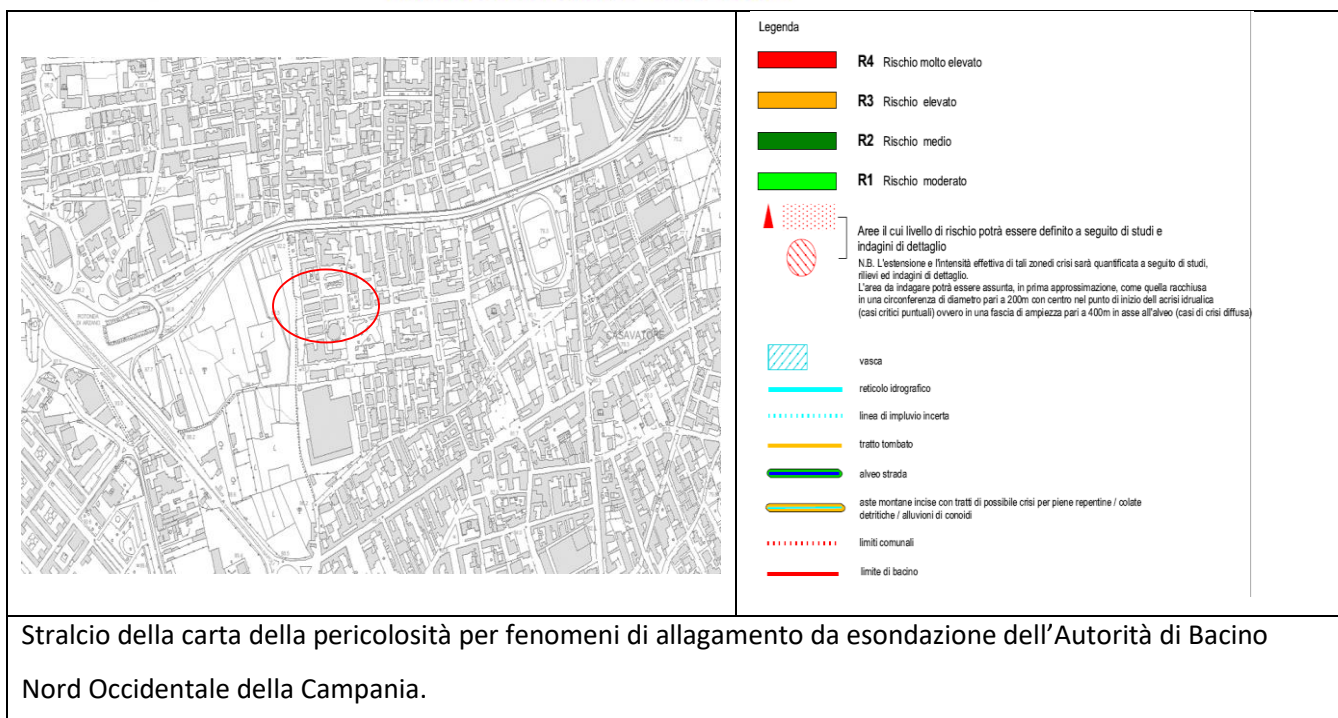 Legenda
R4 Rischio molto elevato
R3 Rischio elevato
R2 Rischio medio
R1 Rischio moderato
Aree il cui livello di rischio potrà essere definito a seguito di studi e
indagini di dettaglio
N.B. L'estensione e l'intensità effettiva di tali zonedi crisi sarà quantificata a seguito di studi,
rilievi ed indagini di dettaglio.
L'area da indagare potrà essere assunta, in prima approssimazione, come quella racchiusa
in una circonferenza di diametro pari a 200m con centro nel punto di inizio dell acrisi idrualica
(casi critici puntuali) ovvero in una fascia di ampiezza pari a 400m in asse all'alveo (casi di crisi diffusa)
vasca
reticolo idrografico
linea di impluvio incerta
tratto tombato
alveo strada
aste montane incise con tratti di possibile crisi per piene repentine / colate
detritiche / alluvioni di conoidi
limiti comunali
limite di bacino
ROTONDA
DI ARZANO
CASAVATORE
Stralcio della carta della pericolosità per fenomeni di allagamento da esondazione dell’Autorità di Bacino
Nord Occidentale della Campania.